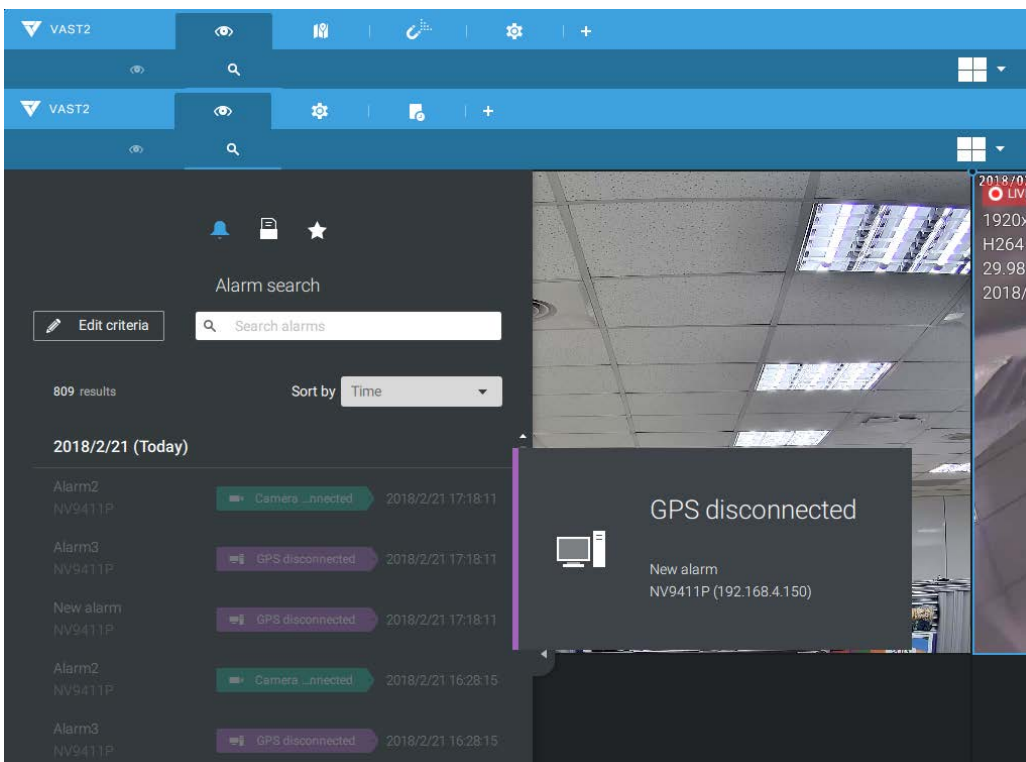 VAST2
VAST2
2018/0
LIV
1920x
H264
29.98
2018/
Alarm search
Edit criteria
Search alarms
809 results
Sort by Time
2018/2/21 (Today)
Alarm2
NV9411P
Camera ...nnected
2018/2/21 17:18:11
Alarm3
NV9411P
GPS disconnected
2018/2/21 17:18:11
New alarm
NV9411P
GPS disconnected
2018/2/21 17:18:11
Alarm2
NV9411P
Camera ...nnected
2018/2/21 16:28:15
Alarm3
NV9411P
GPS disconnected
2018/2/21 16:28:15
GPS disconnected
New alarm
NV9411P (192.168.4.150)